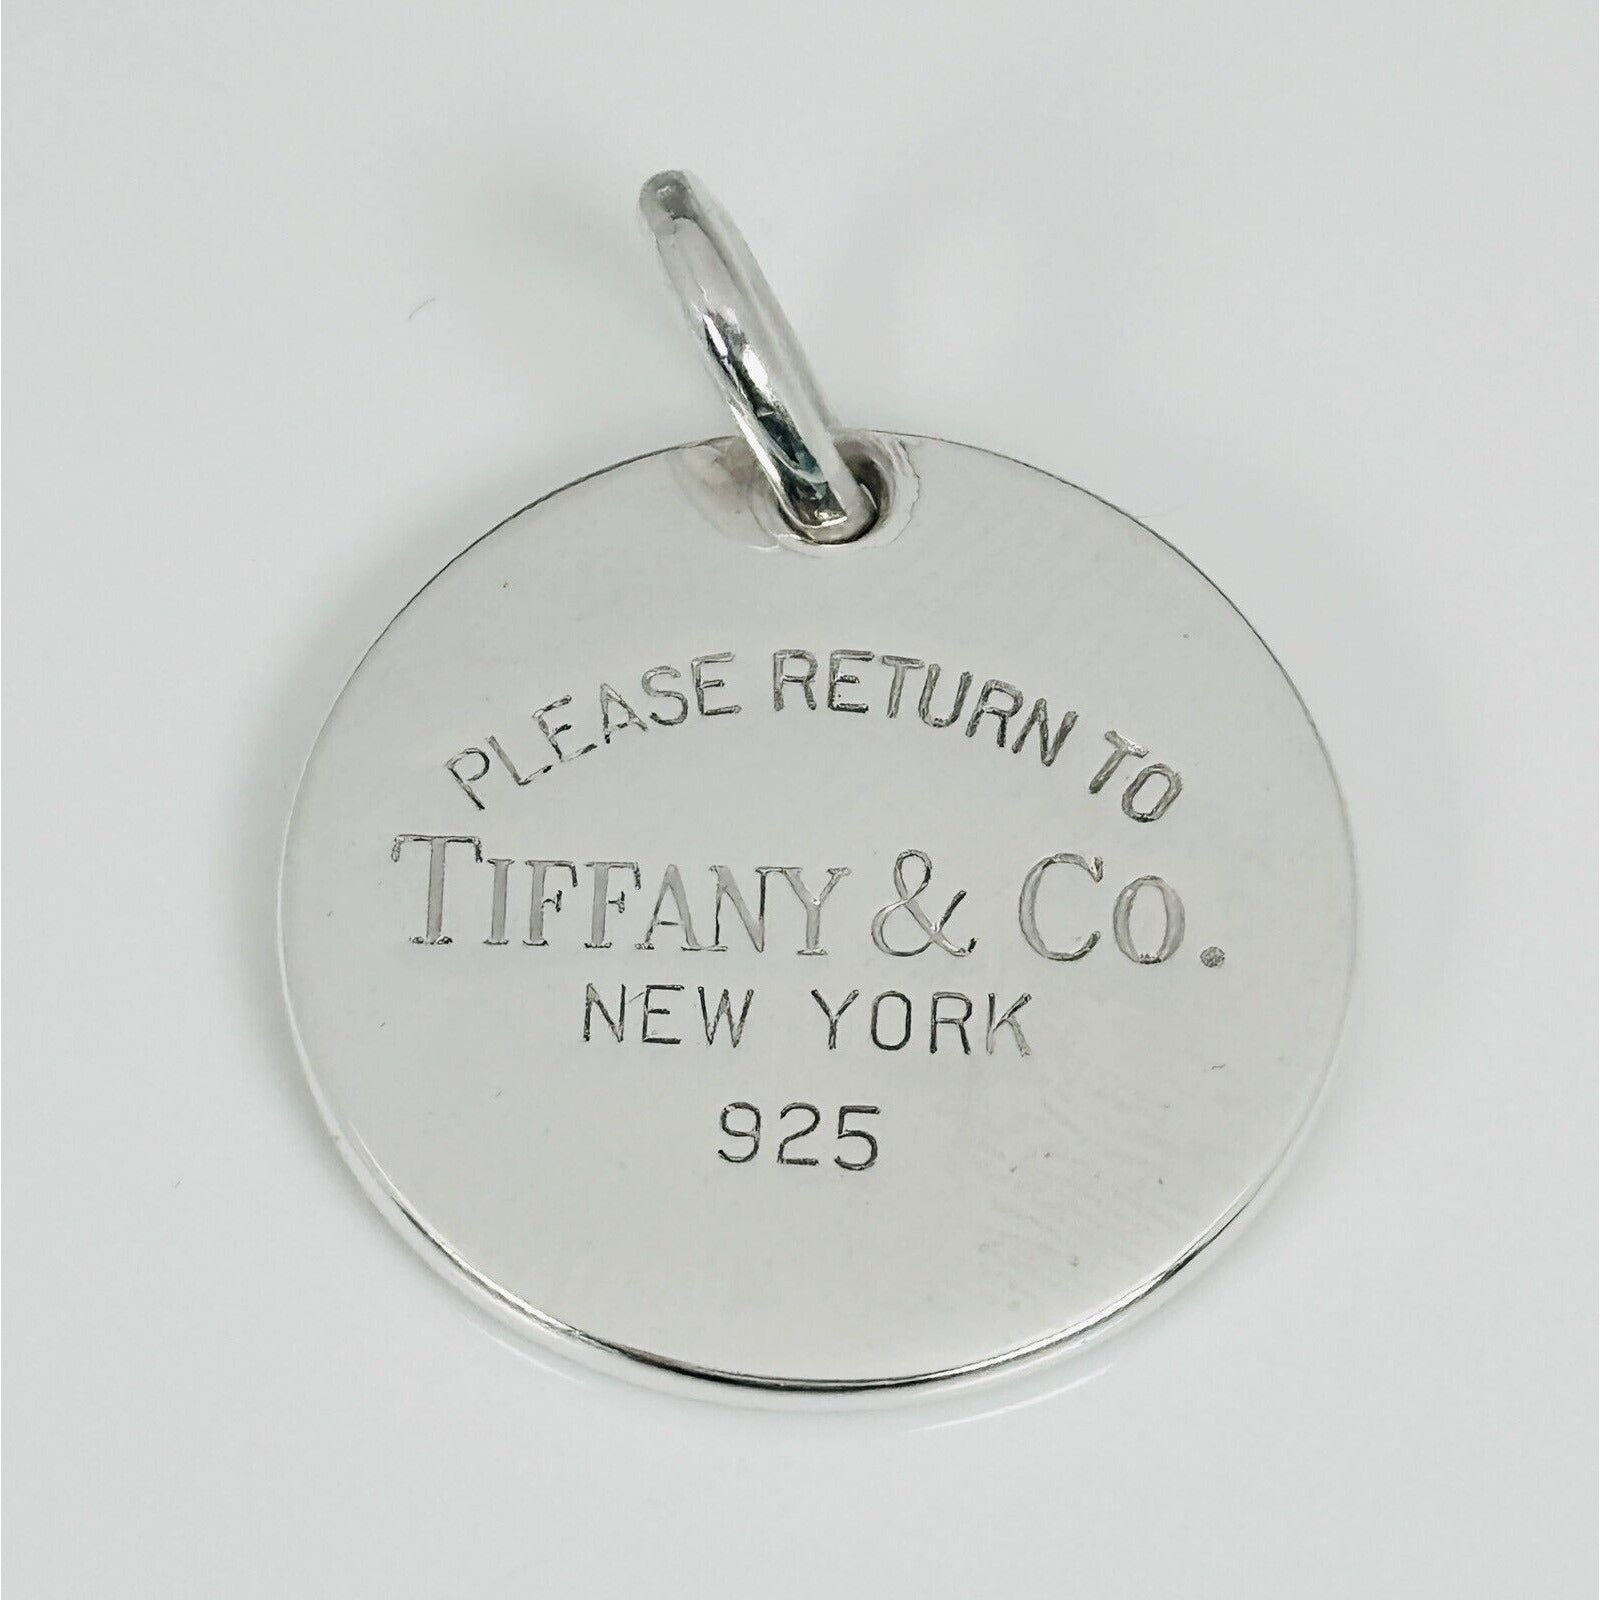 PLEASE RETURN TO
TIFFANY & CO.
NEW YORK
925